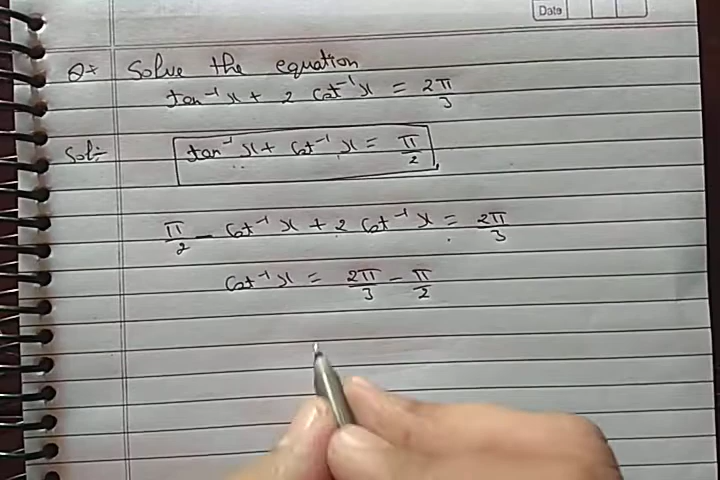 Date
Q:- Solve the equation
tan⁻¹x + 2 cot⁻¹x = 2π/3
Sol:- tan⁻¹x + cot⁻¹x = π/2
π/2 - cot⁻¹x + 2 cot⁻¹x = 2π/3
cot⁻¹x = 2π/3 - π/2